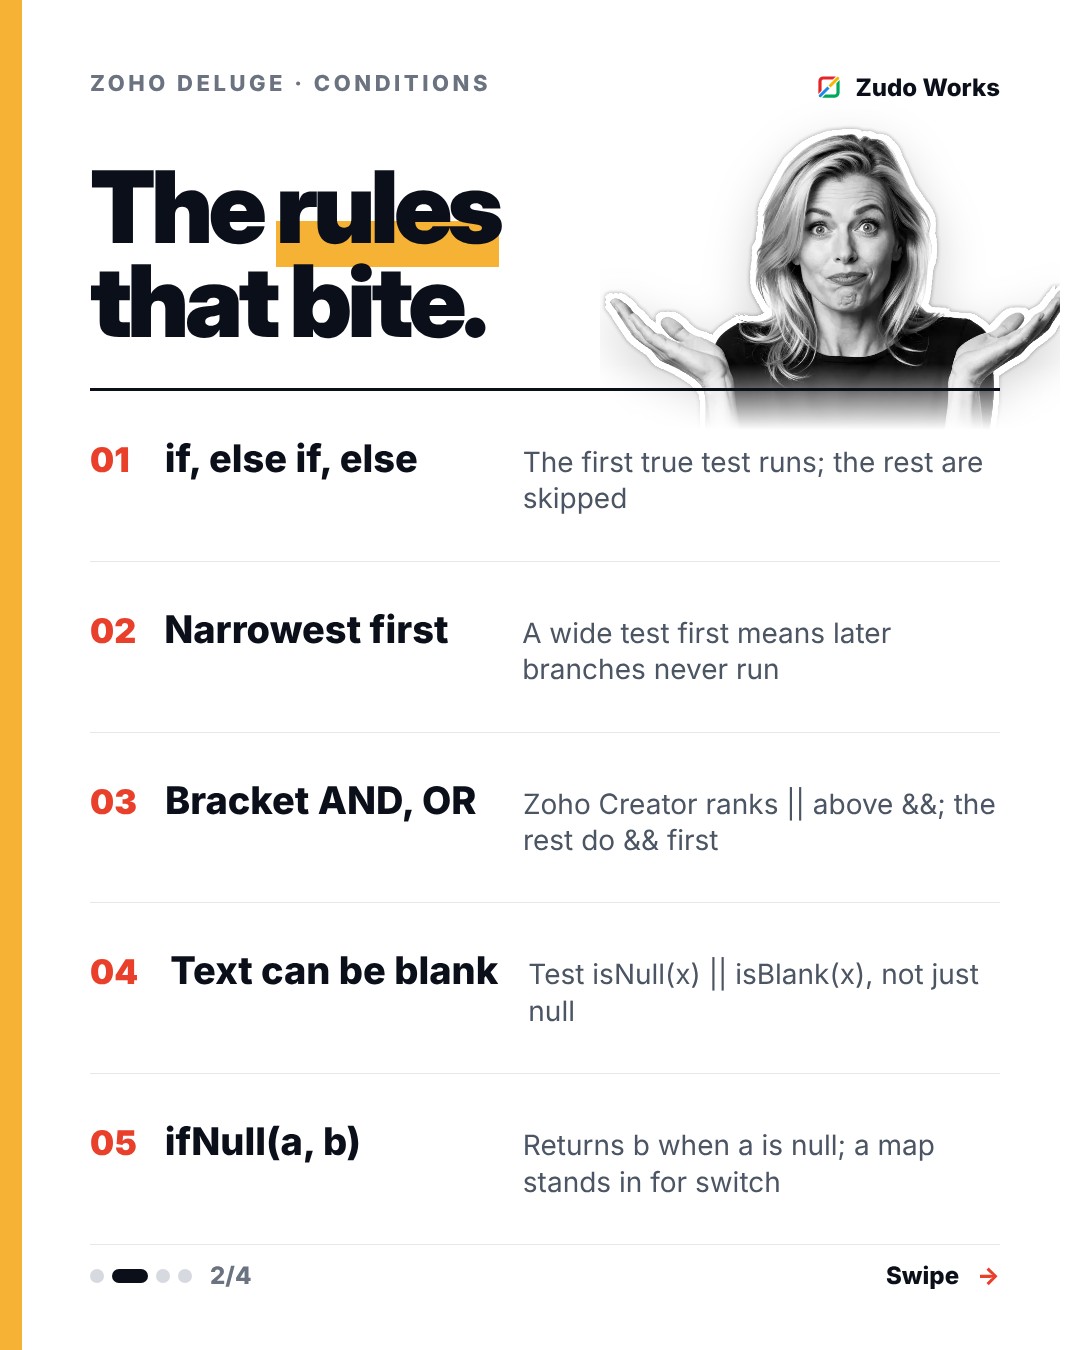 ZOHO DELUGE · CONDITIONS
Zudo Works
The rules
that bite.
01 if, else if, else
The first true test runs; the rest are
skipped
02 Narrowest first
A wide test first means later
branches never run
03 Bracket AND, OR
Zoho Creator ranks || above &&; the
rest do && first
04 Text can be blank
Test isNull(x) || isBlank(x), not just
null
05 ifNull(a, b)
Returns b when a is null; a map
stands in for switch
2/4
Swipe →